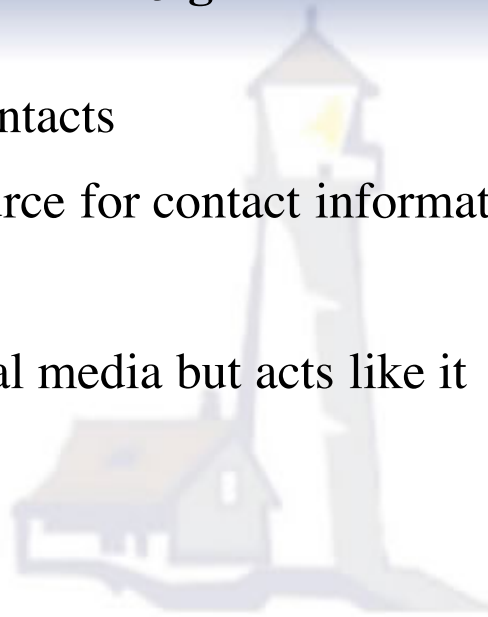 ntacts
rce for contact informat
al media but acts like it